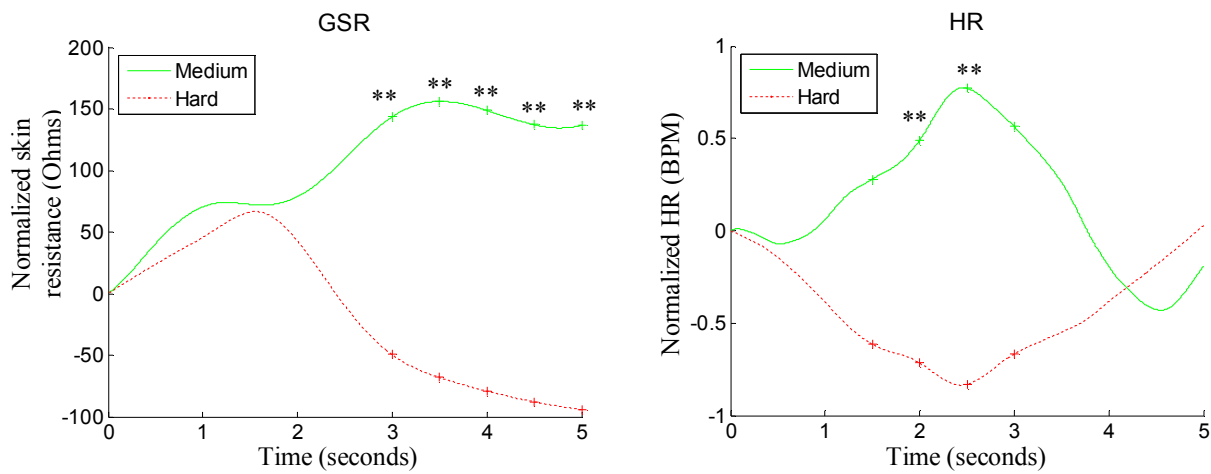 GSR
Normalized skin
resistance (Ohms)
200
150
100
50
0
-50
-100
Medium
Hard
**
**
**
**
**
0
1
2
3
4
5
Time (seconds)
HR
Normalized HR (BPM)
1
0.5
0
-0.5
-1
Medium
Hard
**
**
0
1
2
3
4
5
Time (seconds)